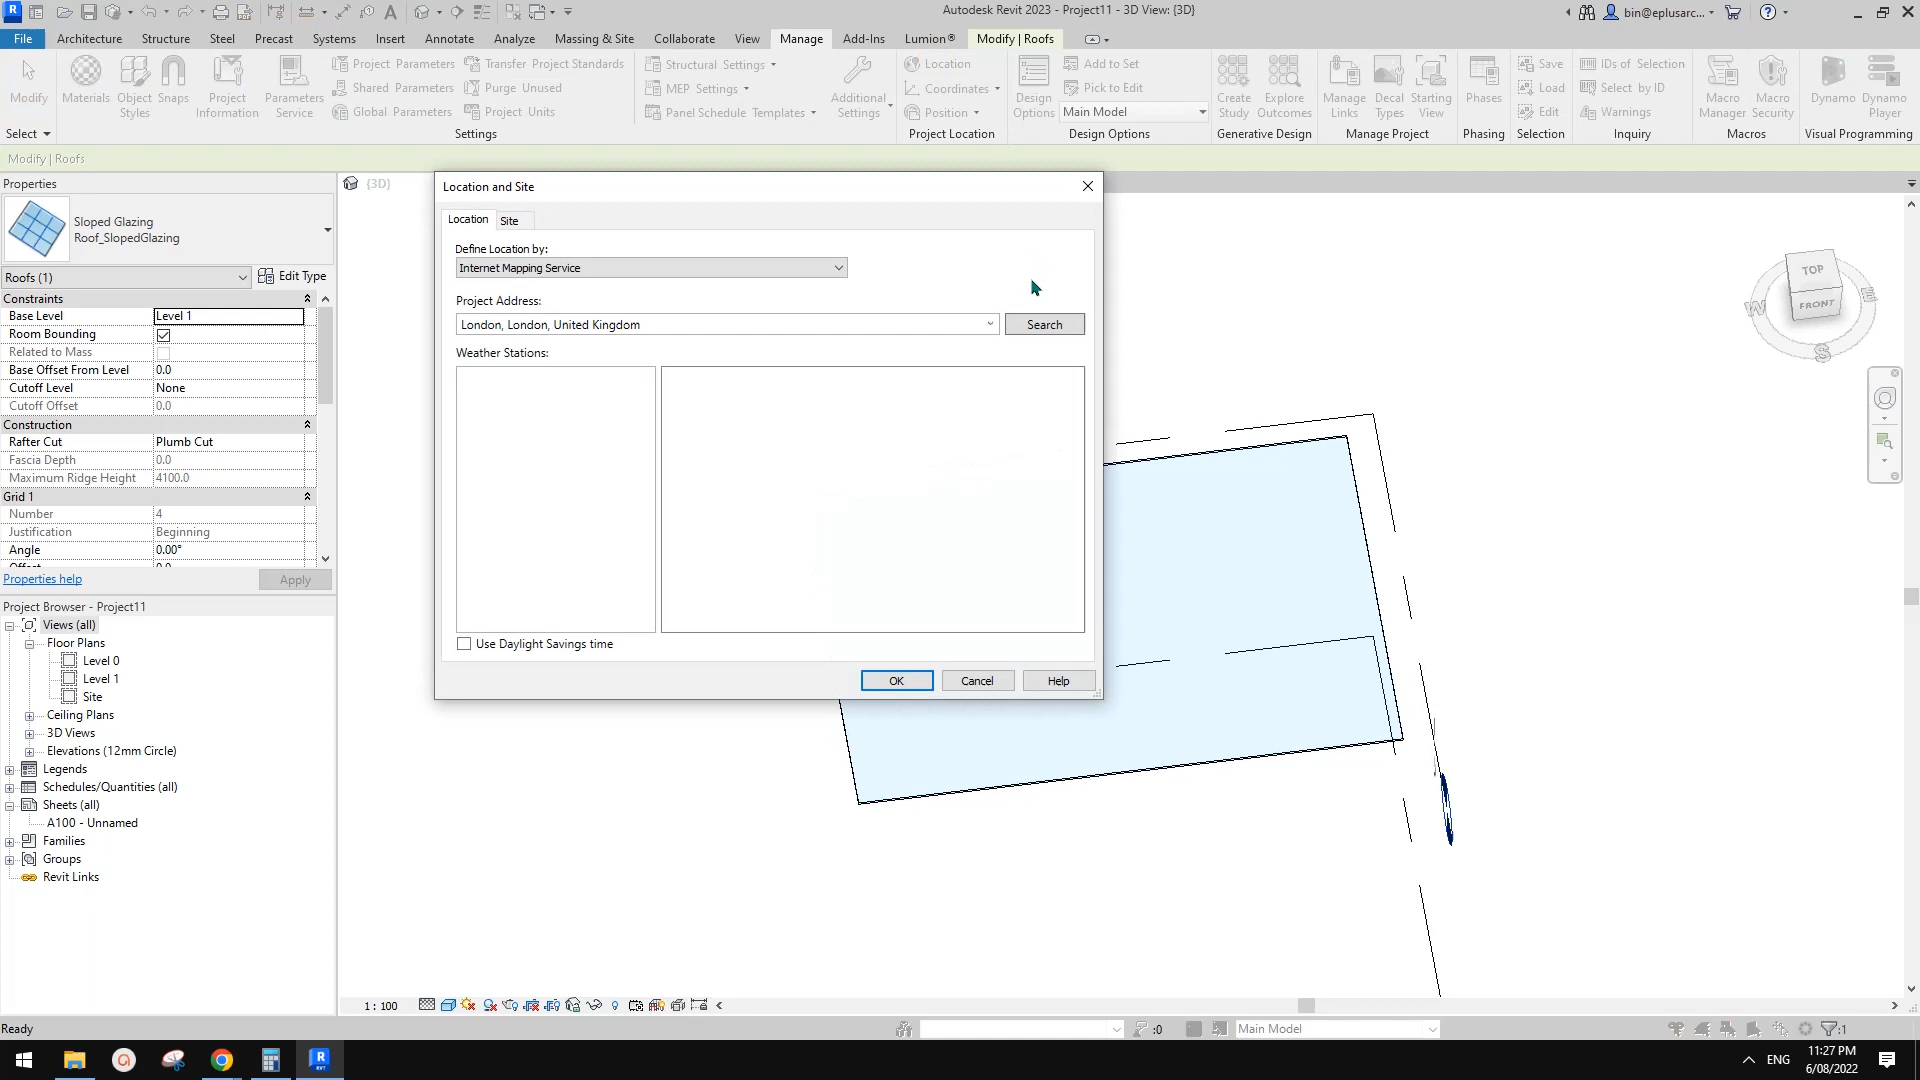 Autodesk Revit 2023 - Project11 - 3D View: {3D}
bin@eplusarc...
File Architecture Structure Steel Precast Systems Insert Annotate Analyze Massing & Site Collaborate View Manage Add-Ins Lumion® Modify | Roofs
Modify
Select
Materials
Object Styles
Snaps
Project Information
Parameters Service
Project Parameters
Shared Parameters
Global Parameters
Transfer Project Standards
Purge Unused
Project Units
Settings
Structural Settings
MEP Settings
Panel Schedule Templates
Additional Settings
Location
Coordinates
Position
Project Location
Design Options
Add to Set
Pick to Edit
Main Model
Design Options
Create Study
Explore Outcomes
Generative Design
Manage Links
Decal Types
Starting View
Manage Project
Phases
Phasing
Save
Load
Edit
Selection
IDs of Selection
Select by ID
Warnings
Inquiry
Macro Manager
Macro Security
Macros
Dynamo
Dynamo Player
Visual Programming
Modify | Roofs
Properties
Sloped Glazing
Roof_SlopedGlazing
Roofs (1)
Edit Type
Constraints
Base Level Level 1
Room Bounding
Related to Mass
Base Offset From Level 0.0
Cutoff Level None
Cutoff Offset 0.0
Construction
Rafter Cut Plumb Cut
Fascia Depth 0.0
Maximum Ridge Height 4100.0
Grid 1
Number 4
Justification Beginning
Angle 0.00°
Offset 0.0
Properties help
Apply
Project Browser - Project11
Views (all)
Floor Plans
Level 0
Level 1
Site
Ceiling Plans
3D Views
Elevations (12mm Circle)
Legends
Schedules/Quantities (all)
Sheets (all)
A100 - Unnamed
Families
Groups
Revit Links
{3D}
Location and Site
Location Site
Define Location by:
Internet Mapping Service
Project Address:
London, London, United Kingdom
Search
Weather Stations:
Use Daylight Savings time
OK Cancel Help
TOP
FRONT
W
E
S
1 : 100
Ready
:0
Main Model
:1
ENG
11:27 PM
6/08/2022